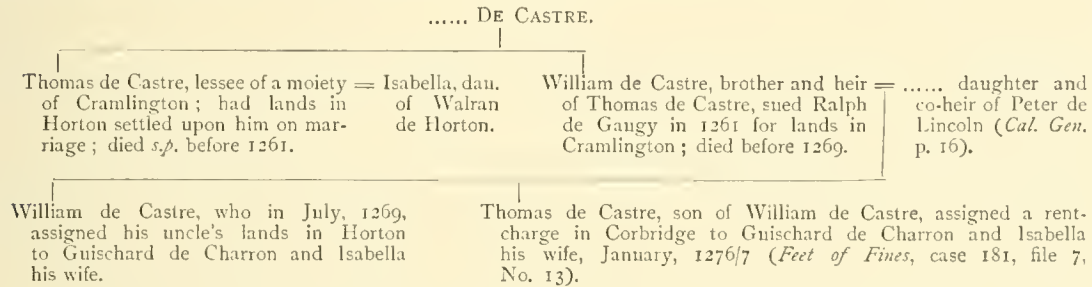 ...... DE CASTRE.
Thomas de Castre, lessee of a moiety = Isabella, dau.
of Cramlington ; had lands in of Walran
Horton settled upon him on mar- de Horton.
riage ; died s.p. before 1261.
William de Castre, brother and heir = ...... daughter and
of Thomas de Castre, sued Ralph co-heir of Peter de
de Gaugy in 1261 for lands in Lincoln (Cal. Gen.
Cramlington ; died before 1269. p. 16).
William de Castre, who in July, 1269,
assigned his uncle's lands in Horton
to Guischard de Charron and Isabella
his wife.
Thomas de Castre, son of William de Castre, assigned a rent-
charge in Corbridge to Guischard de Charron and Isabella
his wife, January, 1276/7 (Feet of Fines, case 181, file 7,
No. 13).